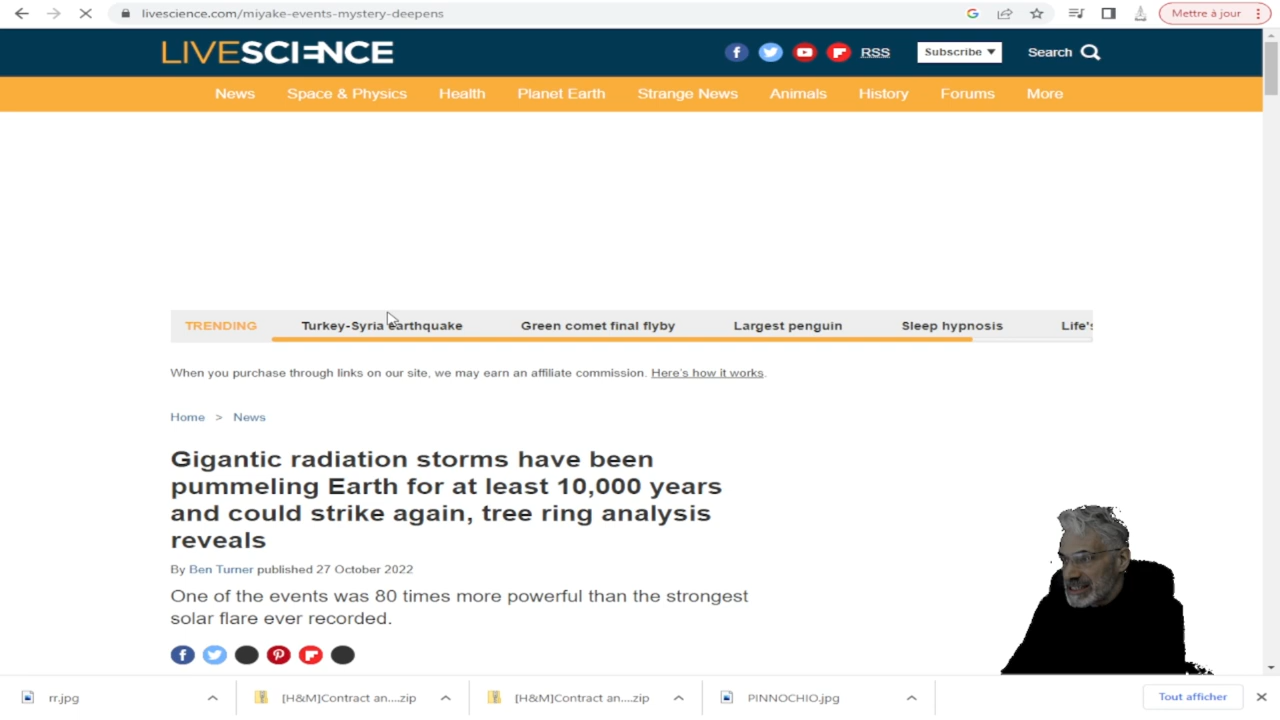 livescience.com/miyake-events-mystery-deepens
Mettre à jour
LIVESCIENCE
RSS
Subscribe ▼
Search
News Space & Physics Health Planet Earth Strange News Animals History Forums More
TRENDING Turkey-Syria earthquake Green comet final flyby Largest penguin Sleep hypnosis Life's
When you purchase through links on our site, we may earn an affiliate commission. Here's how it works.
Home > News
Gigantic radiation storms have been
pummeling Earth for at least 10,000 years
and could strike again, tree ring analysis
reveals
By Ben Turner published 27 October 2022
One of the events was 80 times more powerful than the strongest
solar flare ever recorded.
rr.jpg [H&M]Contract an....zip [H&M]Contract an....zip PINNOCHIO.jpg Tout afficher